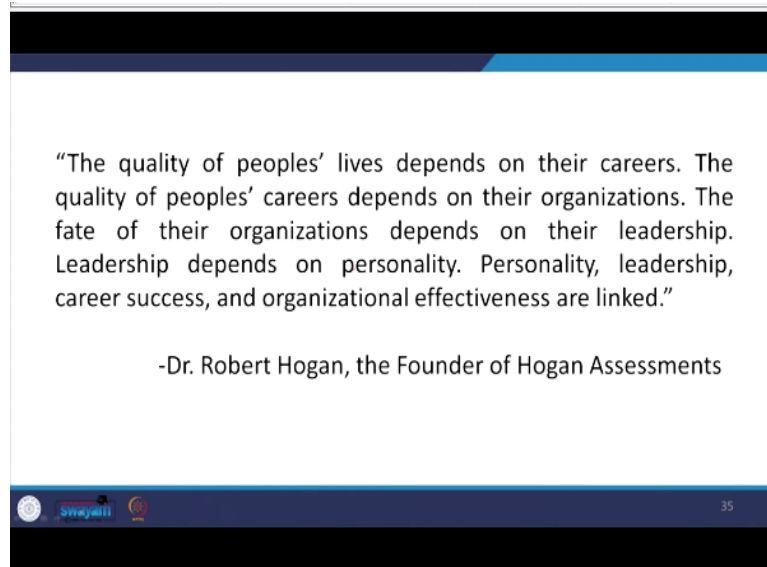 “The quality of peoples’ lives depends on their careers. The
quality of peoples’ careers depends on their organizations. The
fate of their organizations depends on their leadership.
Leadership depends on personality. Personality, leadership,
career success, and organizational effectiveness are linked.”
-Dr. Robert Hogan, the Founder of Hogan Assessments
swayam
35